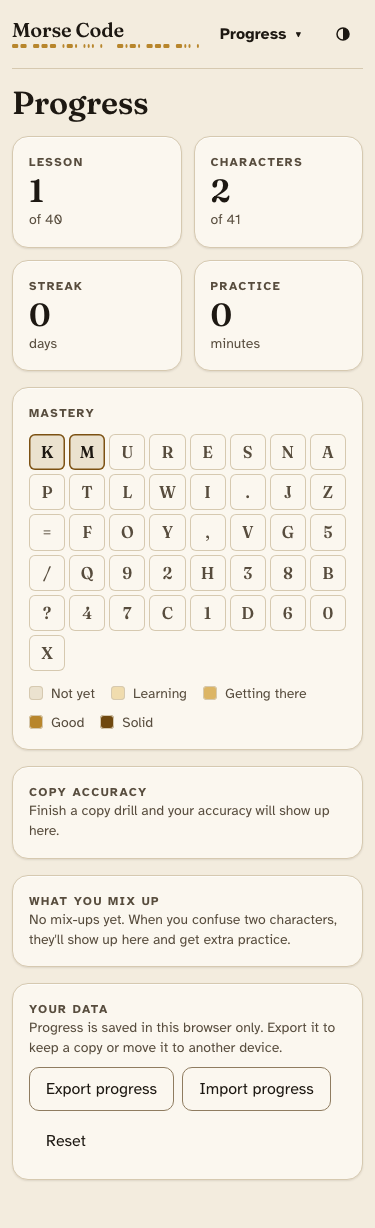 Morse Code
Progress ▾
Progress
LESSON
1
of 40
CHARACTERS
2
of 41
STREAK
0
days
PRACTICE
0
minutes
MASTERY
K M U R E S N A
P T L W I . J Z
= F O Y , V G 5
/ Q 9 2 H 3 8 B
? 4 7 C 1 D 6 0
X
Not yet Learning Getting there
Good Solid
COPY ACCURACY
Finish a copy drill and your accuracy will show up
here.
WHAT YOU MIX UP
No mix-ups yet. When you confuse two characters,
they'll show up here and get extra practice.
YOUR DATA
Progress is saved in this browser only. Export it to
keep a copy or move it to another device.
Export progress Import progress
Reset